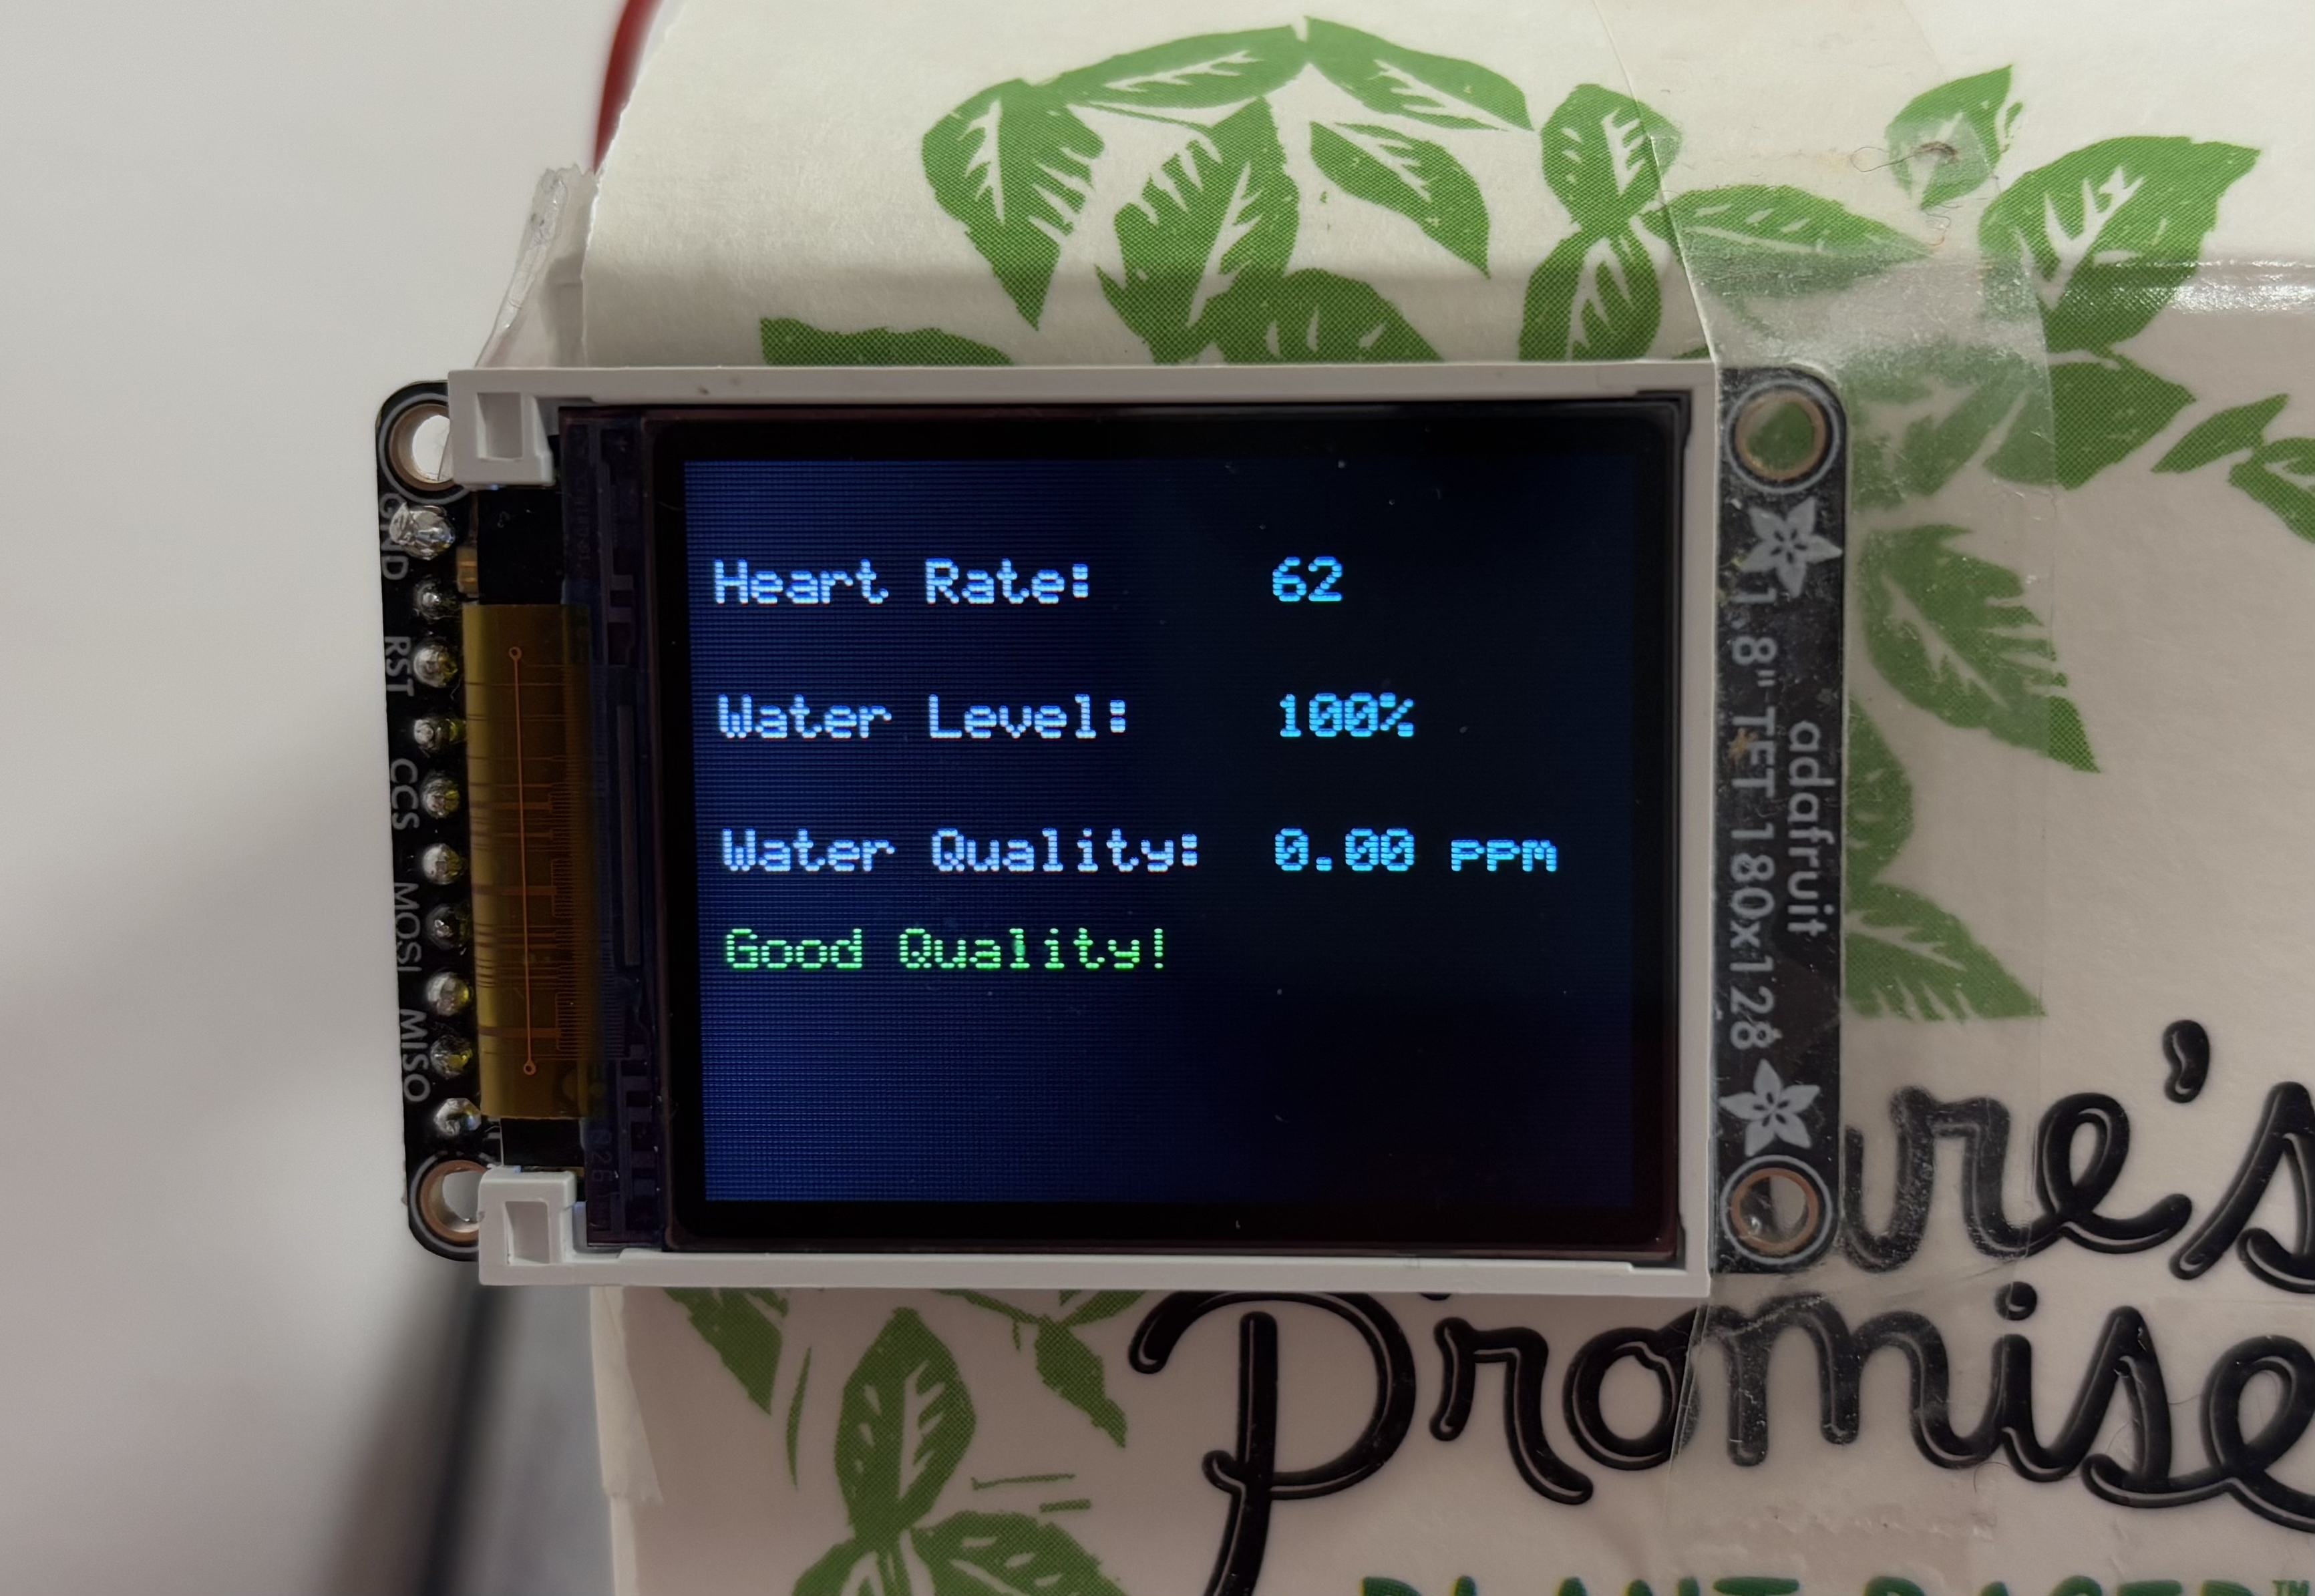 Heart Rate: 62
Water Level: 100%
Water Quality: 0.00 ppm
Good Quality!
GND
RST
CCS
MOSI
MISO
adafruit
1.8" TFT 180x128
Promise